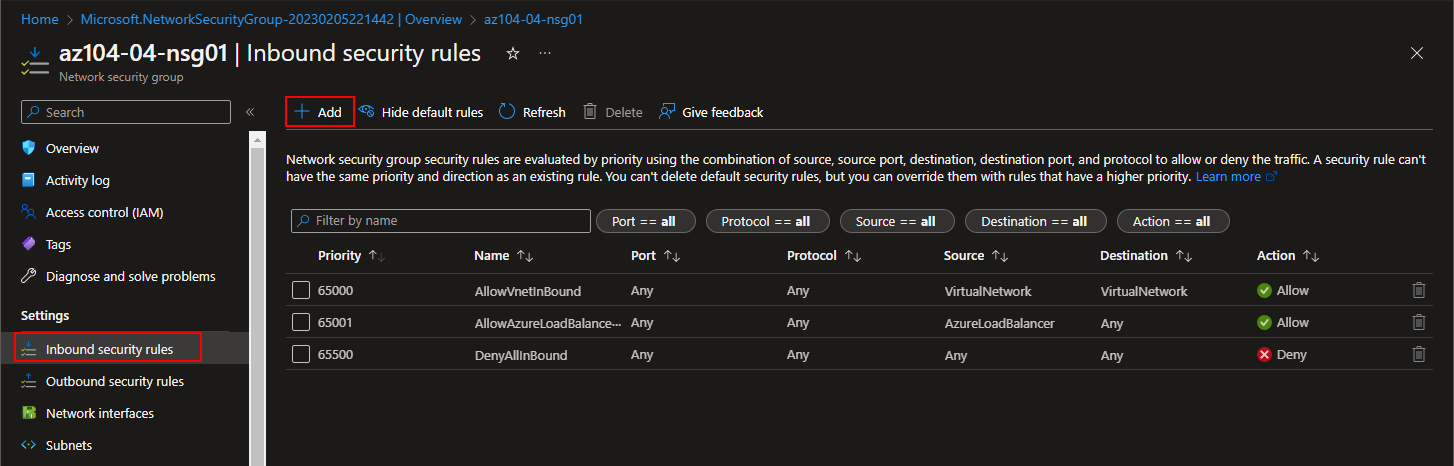 Home > Microsoft.NetworkSecurityGroup-20230205221442 | Overview > az104-04-nsg01
az104-04-nsg01 | Inbound security rules
Network security group
Search
Overview
Activity log
Access control (IAM)
Tags
Diagnose and solve problems
Settings
Inbound security rules
Outbound security rules
Network interfaces
Subnets
Add Hide default rules Refresh Delete Give feedback
Network security group security rules are evaluated by priority using the combination of source, source port, destination, destination port, and protocol to allow or deny the traffic. A security rule can't
have the same priority and direction as an existing rule. You can't delete default security rules, but you can override them with rules that have a higher priority. Learn more
Filter by name Port == all Protocol == all Source == all Destination == all Action == all
Priority Name Port Protocol Source Destination Action
65000 AllowVnetInBound Any Any VirtualNetwork VirtualNetwork Allow
65001 AllowAzureLoadBalance··· Any Any AzureLoadBalancer Any Allow
65500 DenyAllInBound Any Any Any Any Deny